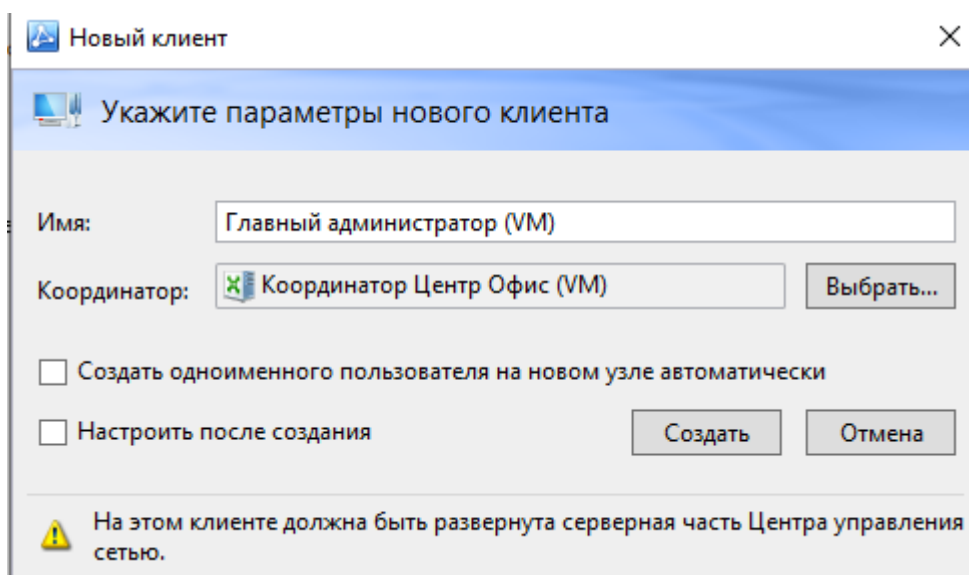 Новый клиент
Укажите параметры нового клиента
Имя: Главный администратор (VM)
Координатор: Координатор Центр Офис (VM) Выбрать...
Создать одноименного пользователя на новом узле автоматически
Настроить после создания Создать Отмена
На этом клиенте должна быть развернута серверная часть Центра управления
сетью.